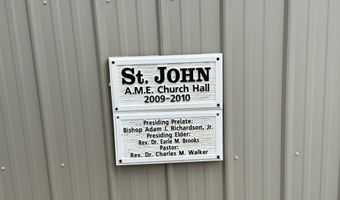 St. JOHN
A.M.E. Church Hall
2009-2010
Presiding Prelate:
Bishop Adam J. Richardson, Jr.
Presiding Elder:
Rev. Dr. Earle M. Brooks
Pastor:
Rev. Dr. Charles M. Walker